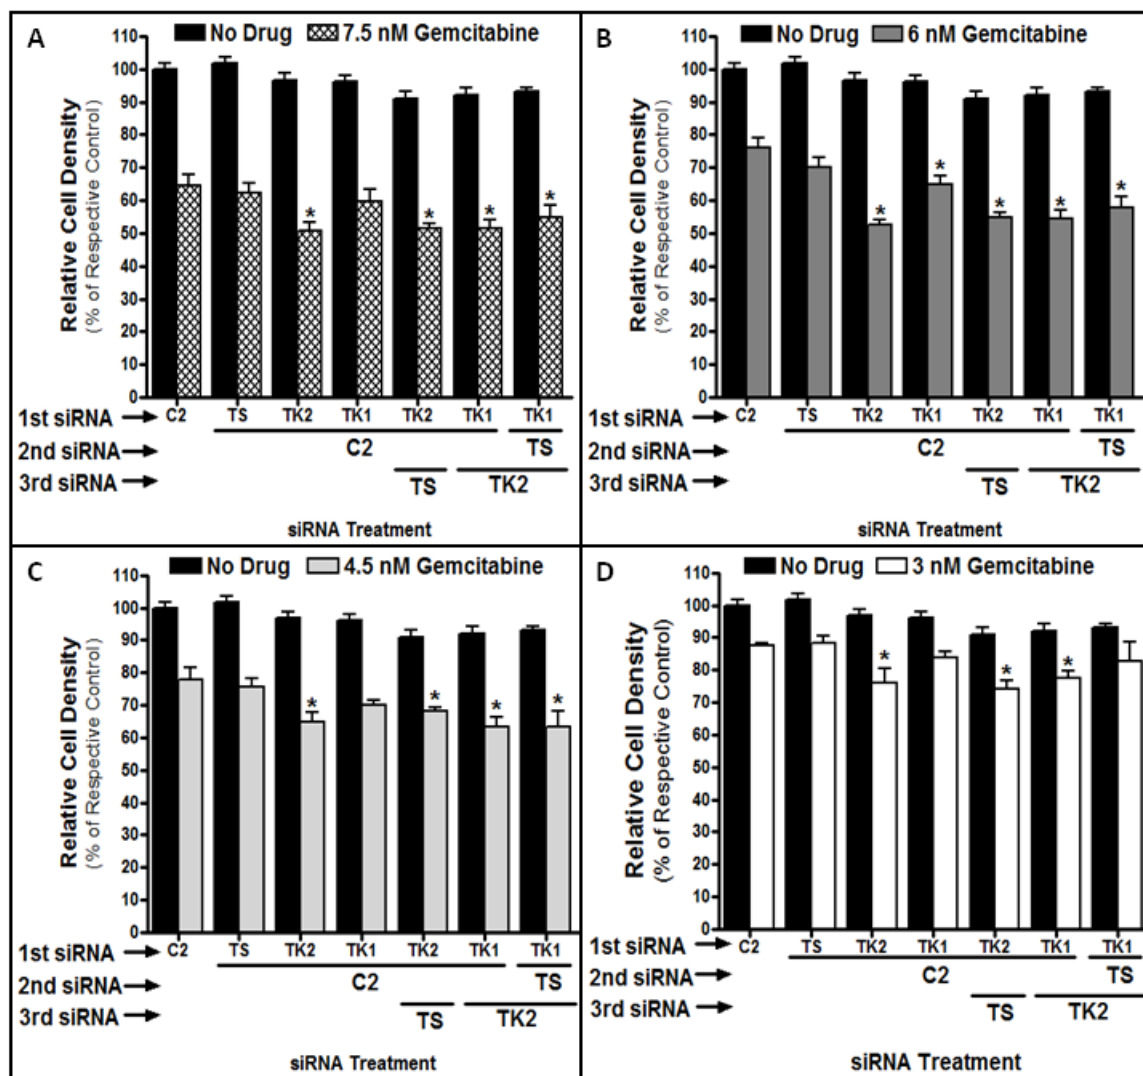 A
No Drug 7.5 nM Gemcitabine
Relative Cell Density
(% of Respective Control)
110
100
90
80
70
60
50
40
30
20
10
0
* * * *
1st siRNA C2 TS TK2 TK1 TK2 TK1 TK1
2nd siRNA C2 TS
3rd siRNA TS TK2
siRNA Treatment
B
No Drug 6 nM Gemcitabine
Relative Cell Density
(% of Respective Control)
110
100
90
80
70
60
50
40
30
20
10
0
* * * * *
1st siRNA C2 TS TK2 TK1 TK2 TK1 TK1
2nd siRNA C2 TS
3rd siRNA TS TK2
siRNA Treatment
C
No Drug 4.5 nM Gemcitabine
Relative Cell Density
(% of Respective Control)
110
100
90
80
70
60
50
40
30
20
10
0
* * * *
1st siRNA C2 TS TK2 TK1 TK2 TK1 TK1
2nd siRNA C2 TS
3rd siRNA TS TK2
siRNA Treatment
D
No Drug 3 nM Gemcitabine
Relative Cell Density
(% of Respective Control)
110
100
90
80
70
60
50
40
30
20
10
0
* * *
1st siRNA C2 TS TK2 TK1 TK2 TK1 TK1
2nd siRNA C2 TS
3rd siRNA TS TK2
siRNA Treatment